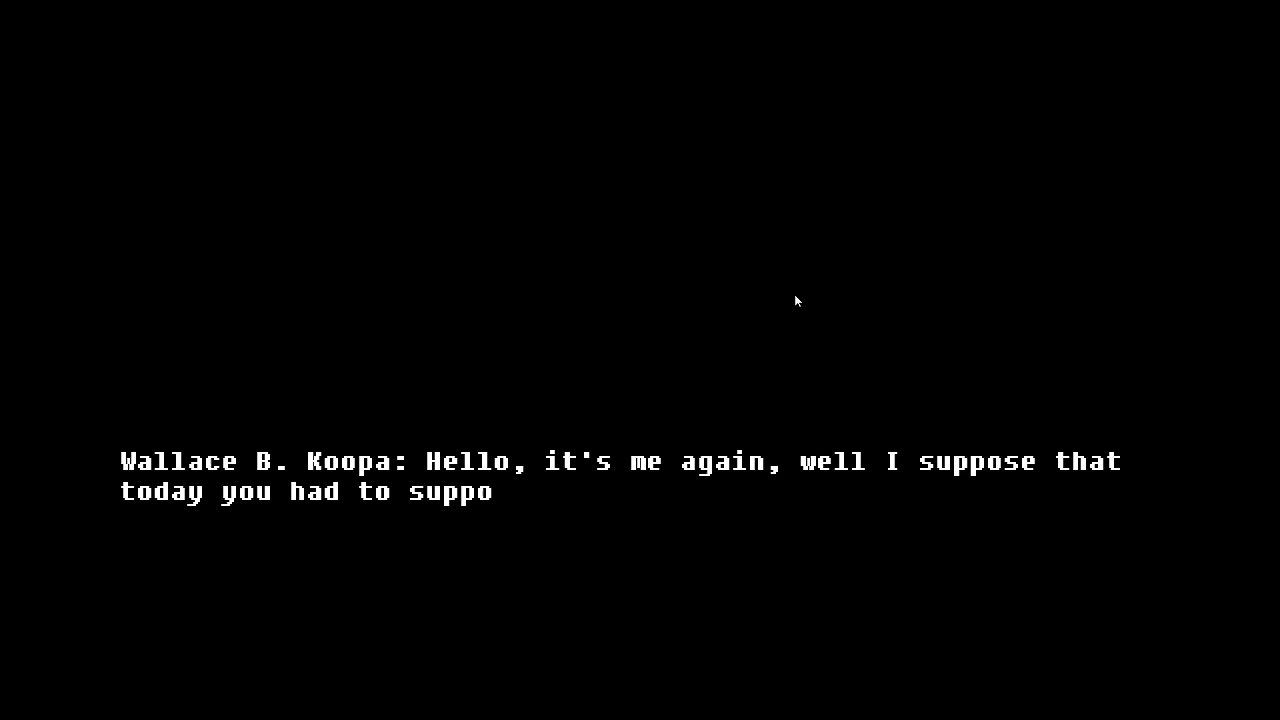 Wallace B. Koopa: Hello, it's me again, well I suppose that
today you had to suppo